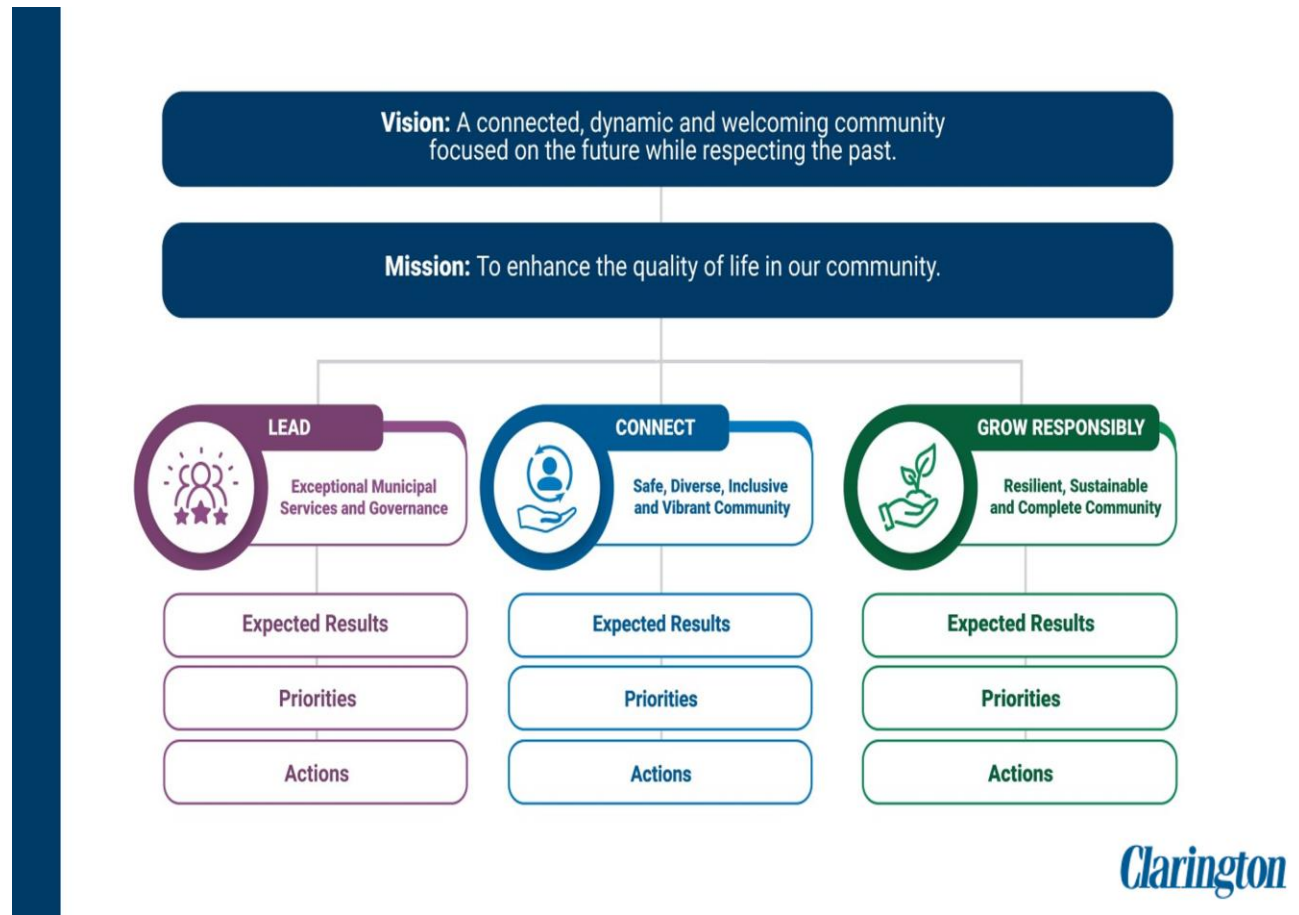 Vision: A connected, dynamic and welcoming community
focused on the future while respecting the past.
Mission: To enhance the quality of life in our community.
LEAD
Exceptional Municipal
Services and Governance
Expected Results
Priorities
Actions
CONNECT
Safe, Diverse, Inclusive
and Vibrant Community
Expected Results
Priorities
Actions
GROW RESPONSIBLY
Resilient, Sustainable
and Complete Community
Expected Results
Priorities
Actions
Clarington